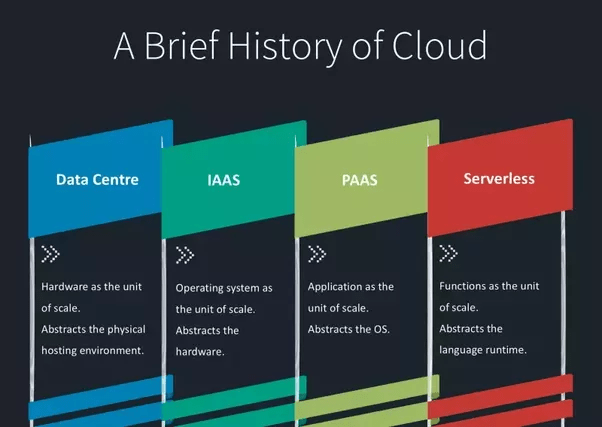 A Brief History of Cloud
Data Centre
IAAS
PAAS
Serverless
Hardware as the unit
of scale.
Abstracts the physical
hosting environment.
Operating system as
the unit of scale.
Abstracts the
hardware.
Application as the
unit of scale.
Abstracts the OS.
Functions as the unit
of scale.
Abstracts the
language runtime.